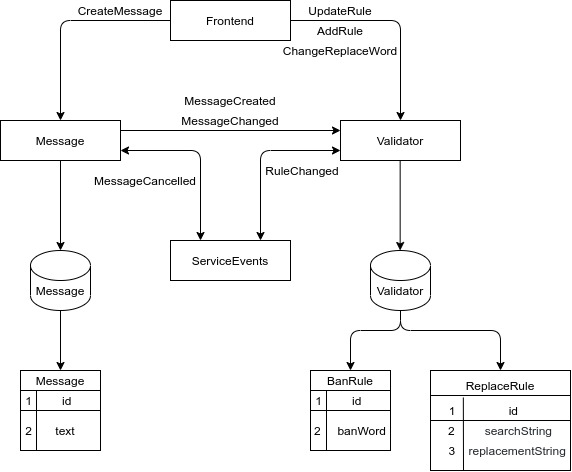 CreateMessage
Frontend
UpdateRule
AddRule
ChangeReplaceWord
MessageCreated
MessageChanged
Message
Validator
MessageCancelled
RuleChanged
ServiceEvents
Message
Validator
Message
1 id
2 text
BanRule
1 id
2 banWord
ReplaceRule
1 id
2 searchString
3 replacementString